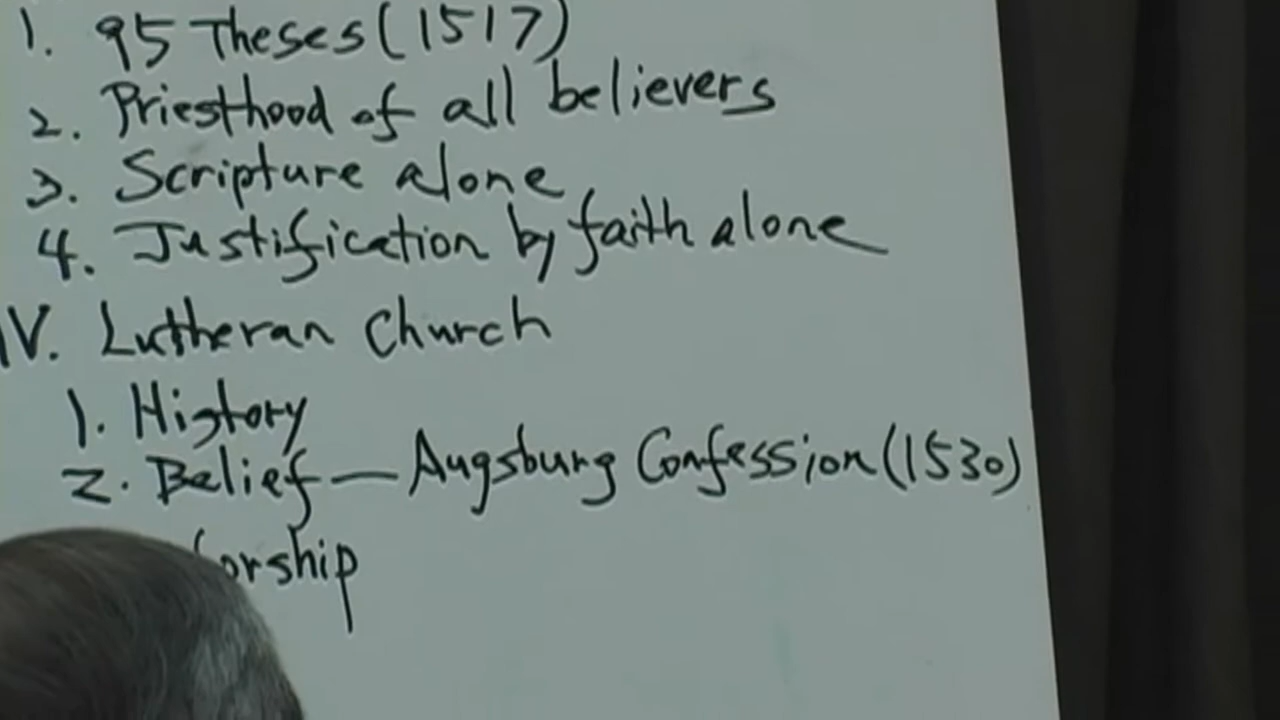 1. 95 Theses (1517)
2. Priesthood of all believers
3. Scripture alone
4. Justification by faith alone
IV. Lutheran Church
1. History
2. Belief — Augsburg Confession (1530)
orship